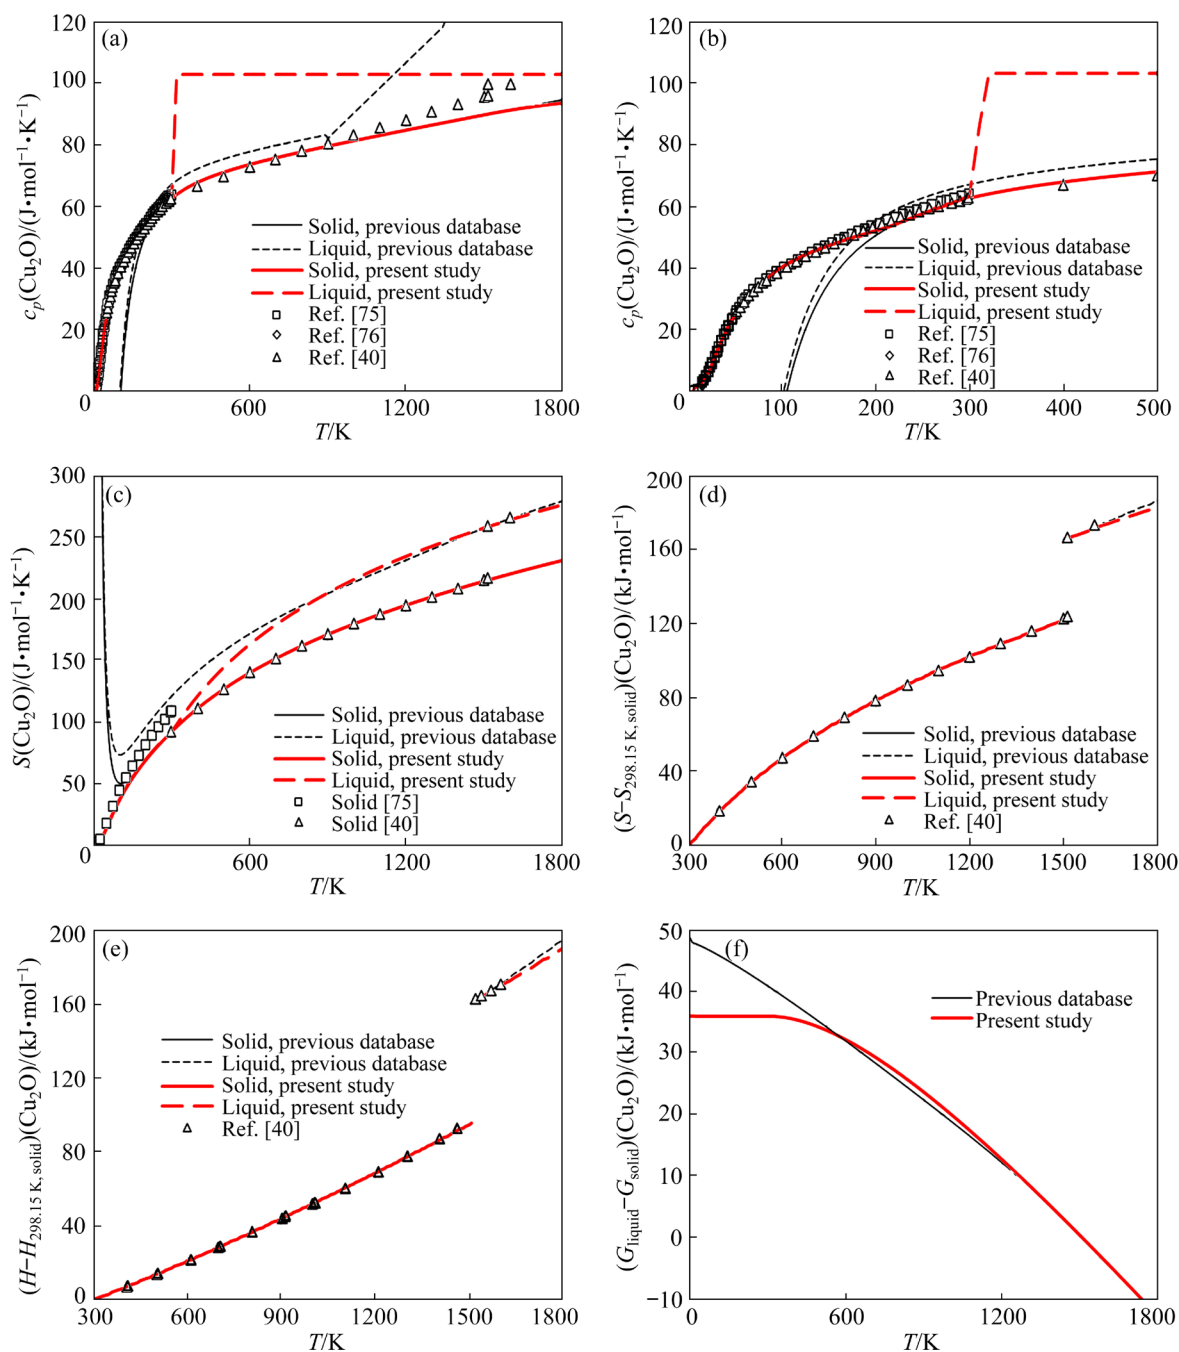 (a)
120
100
80
60
40
20
0
600
1200
1800
T/K
cp(Cu2O)/(J•mol−1•K−1)
Solid, previous database
Liquid, previous database
Solid, present study
Liquid, present study
Ref. [75]
Ref. [76]
Ref. [40]
(b)
120
100
80
60
40
20
0
100
200
300
400
500
T/K
cp(Cu2O)/(J•mol−1•K−1)
Solid, previous database
Liquid, previous database
Solid, present study
Liquid, present study
Ref. [75]
Ref. [76]
Ref. [40]
(c)
300
250
200
150
100
50
0
600
1200
1800
T/K
S(Cu2O)/(J•mol−1•K−1)
Solid, previous database
Liquid, previous database
Solid, present study
Liquid, present study
Solid [75]
Solid [40]
(d)
200
160
120
80
40
0
300
600
900
1200
1500
1800
T/K
(S−S298.15 K, solid)(Cu2O)/(kJ•mol−1)
Solid, previous database
Liquid, previous database
Solid, present study
Liquid, present study
Ref. [40]
(e)
200
160
120
80
40
0
300
600
900
1200
1500
1800
T/K
(H−H298.15 K, solid)(Cu2O)/(kJ•mol−1)
Solid, previous database
Liquid, previous database
Solid, present study
Liquid, present study
Ref. [40]
(f)
50
40
30
20
10
0
−10
0
600
1200
1800
T/K
(Gliquid−Gsolid)(Cu2O)/(kJ•mol−1)
Previous database
Present study